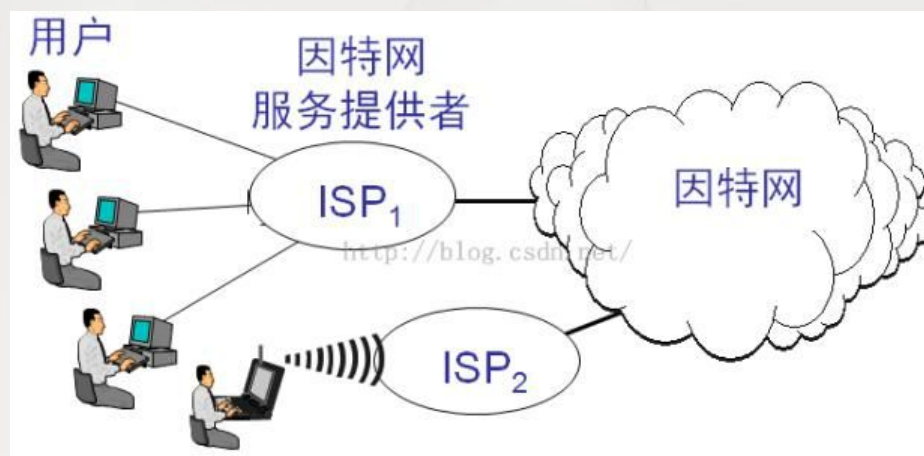 用户
因特网
服务提供者
ISP₁
因特网
http://blog.csdn.net/
ISP₂